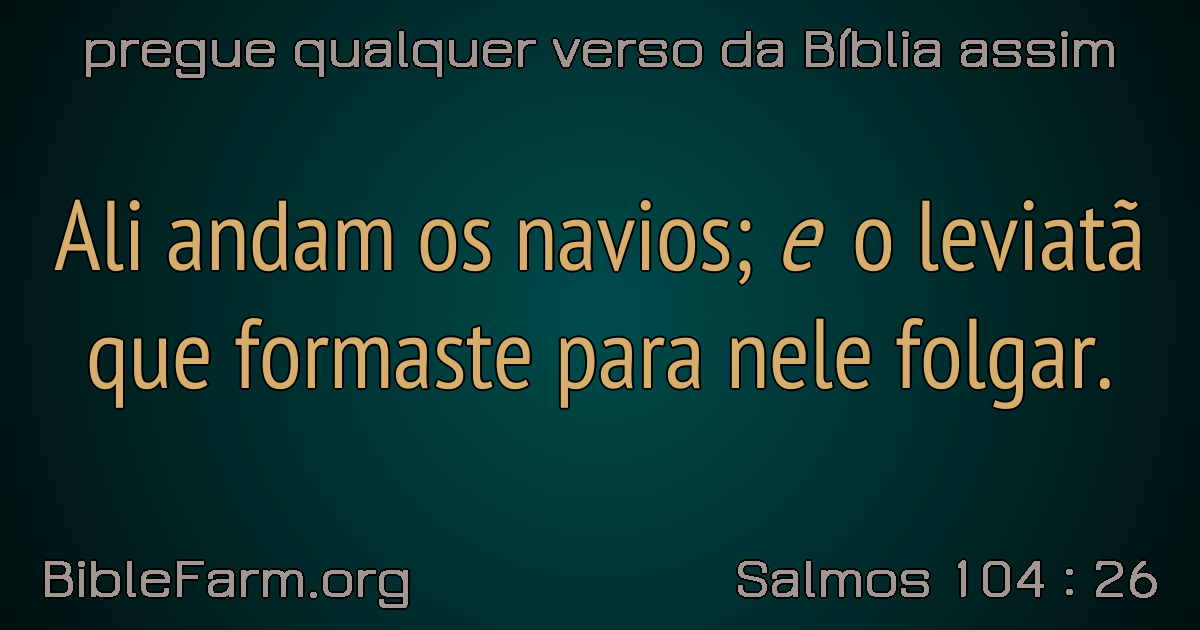 pregue qualquer verso da Bíblia assim
Ali andam os navios; e o leviatã
que formaste para nele folgar.
BibleFarm.org
Salmos 104 : 26